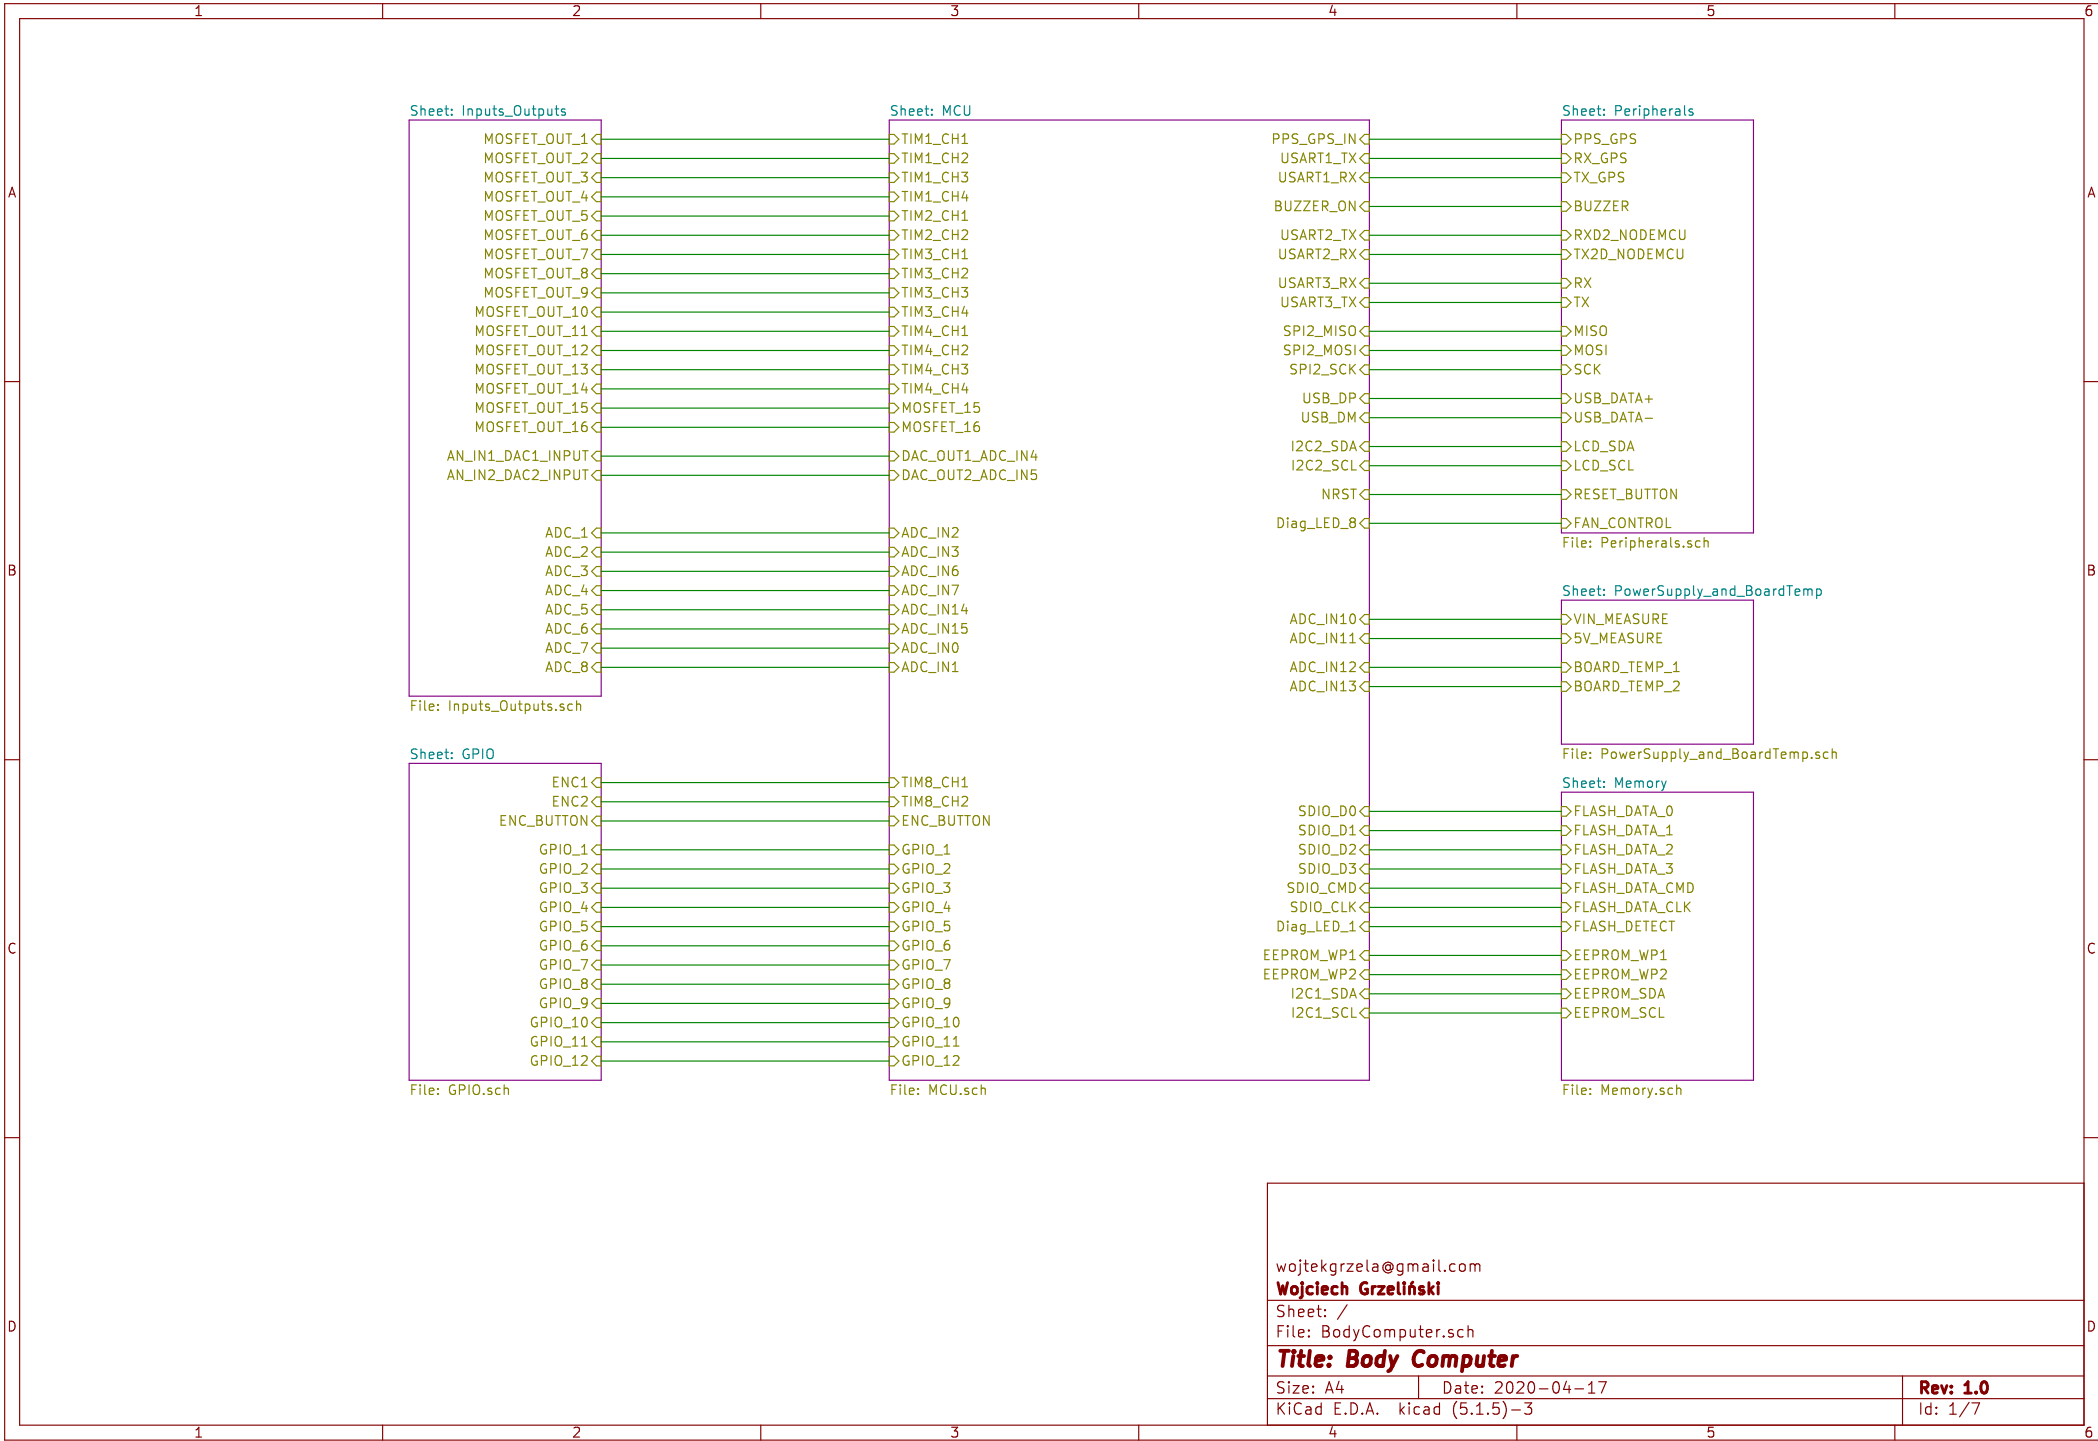 1 2 3 4 5 6
Sheet: Inputs_Outputs
MOSFET_OUT_1
MOSFET_OUT_2
MOSFET_OUT_3
MOSFET_OUT_4
MOSFET_OUT_5
MOSFET_OUT_6
MOSFET_OUT_7
MOSFET_OUT_8
MOSFET_OUT_9
MOSFET_OUT_10
MOSFET_OUT_11
MOSFET_OUT_12
MOSFET_OUT_13
MOSFET_OUT_14
MOSFET_OUT_15
MOSFET_OUT_16
AN_IN1_DAC1_INPUT
AN_IN2_DAC2_INPUT
ADC_1
ADC_2
ADC_3
ADC_4
ADC_5
ADC_6
ADC_7
ADC_8
File: Inputs_Outputs.sch
Sheet: GPIO
ENC1
ENC2
ENC_BUTTON
GPIO_1
GPIO_2
GPIO_3
GPIO_4
GPIO_5
GPIO_6
GPIO_7
GPIO_8
GPIO_9
GPIO_10
GPIO_11
GPIO_12
File: GPIO.sch
Sheet: MCU
TIM1_CH1
TIM1_CH2
TIM1_CH3
TIM1_CH4
TIM2_CH1
TIM2_CH2
TIM3_CH1
TIM3_CH2
TIM3_CH3
TIM3_CH4
TIM4_CH1
TIM4_CH2
TIM4_CH3
TIM4_CH4
MOSFET_15
MOSFET_16
DAC_OUT1_ADC_IN4
DAC_OUT2_ADC_IN5
ADC_IN2
ADC_IN3
ADC_IN6
ADC_IN7
ADC_IN14
ADC_IN15
ADC_IN0
ADC_IN1
TIM8_CH1
TIM8_CH2
ENC_BUTTON
GPIO_1
GPIO_2
GPIO_3
GPIO_4
GPIO_5
GPIO_6
GPIO_7
GPIO_8
GPIO_9
GPIO_10
GPIO_11
GPIO_12
PPS_GPS_IN
USART1_TX
USART1_RX
BUZZER_ON
USART2_TX
USART2_RX
USART3_RX
USART3_TX
SPI2_MISO
SPI2_MOSI
SPI2_SCK
USB_DP
USB_DM
I2C2_SDA
I2C2_SCL
NRST
Diag_LED_8
ADC_IN10
ADC_IN11
ADC_IN12
ADC_IN13
SDIO_D0
SDIO_D1
SDIO_D2
SDIO_D3
SDIO_CMD
SDIO_CLK
Diag_LED_1
EEPROM_WP1
EEPROM_WP2
I2C1_SDA
I2C1_SCL
File: MCU.sch
Sheet: Peripherals
PPS_GPS
RX_GPS
TX_GPS
BUZZER
RXD2_NODEMCU
TX2D_NODEMCU
RX
TX
MISO
MOSI
SCK
USB_DATA+
USB_DATA-
LCD_SDA
LCD_SCL
RESET_BUTTON
FAN_CONTROL
File: Peripherals.sch
Sheet: PowerSupply_and_BoardTemp
VIN_MEASURE
5V_MEASURE
BOARD_TEMP_1
BOARD_TEMP_2
File: PowerSupply_and_BoardTemp.sch
Sheet: Memory
FLASH_DATA_0
FLASH_DATA_1
FLASH_DATA_2
FLASH_DATA_3
FLASH_DATA_CMD
FLASH_DATA_CLK
FLASH_DETECT
EEPROM_WP1
EEPROM_WP2
EEPROM_SDA
EEPROM_SCL
File: Memory.sch
A A
B B
C C
D D
wojtekgrzela@gmail.com
Wojciech Grzeliński
Sheet: /
File: BodyComputer.sch
Title: Body Computer
Size: A4 Date: 2020-04-17 Rev: 1.0
KiCad E.D.A. kicad (5.1.5)-3 Id: 1/7
1 2 3 4 5 6